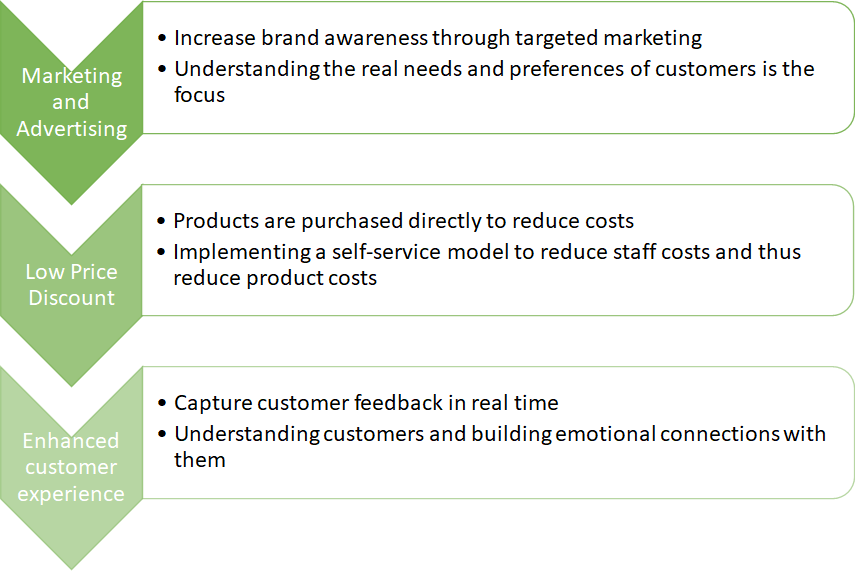 Marketing
and
Advertising
• Increase brand awareness through targeted marketing
• Understanding the real needs and preferences of customers is the
focus
Low Price
Discount
• Products are purchased directly to reduce costs
• Implementing a self-service model to reduce staff costs and thus
reduce product costs
Enhanced
customer
experience
• Capture customer feedback in real time
• Understanding customers and building emotional connections with
them